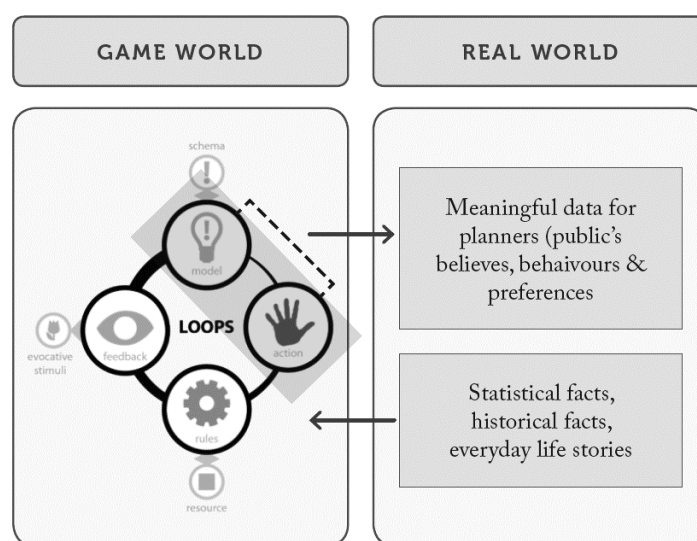 GAME WORLD
REAL WORLD
schema
model
LOOPS
action
feedback
evocative
stimuli
rules
resource
Meaningful data for
planners (public's
believes, behaivours &
preferences
Statistical facts,
historical facts,
everyday life stories